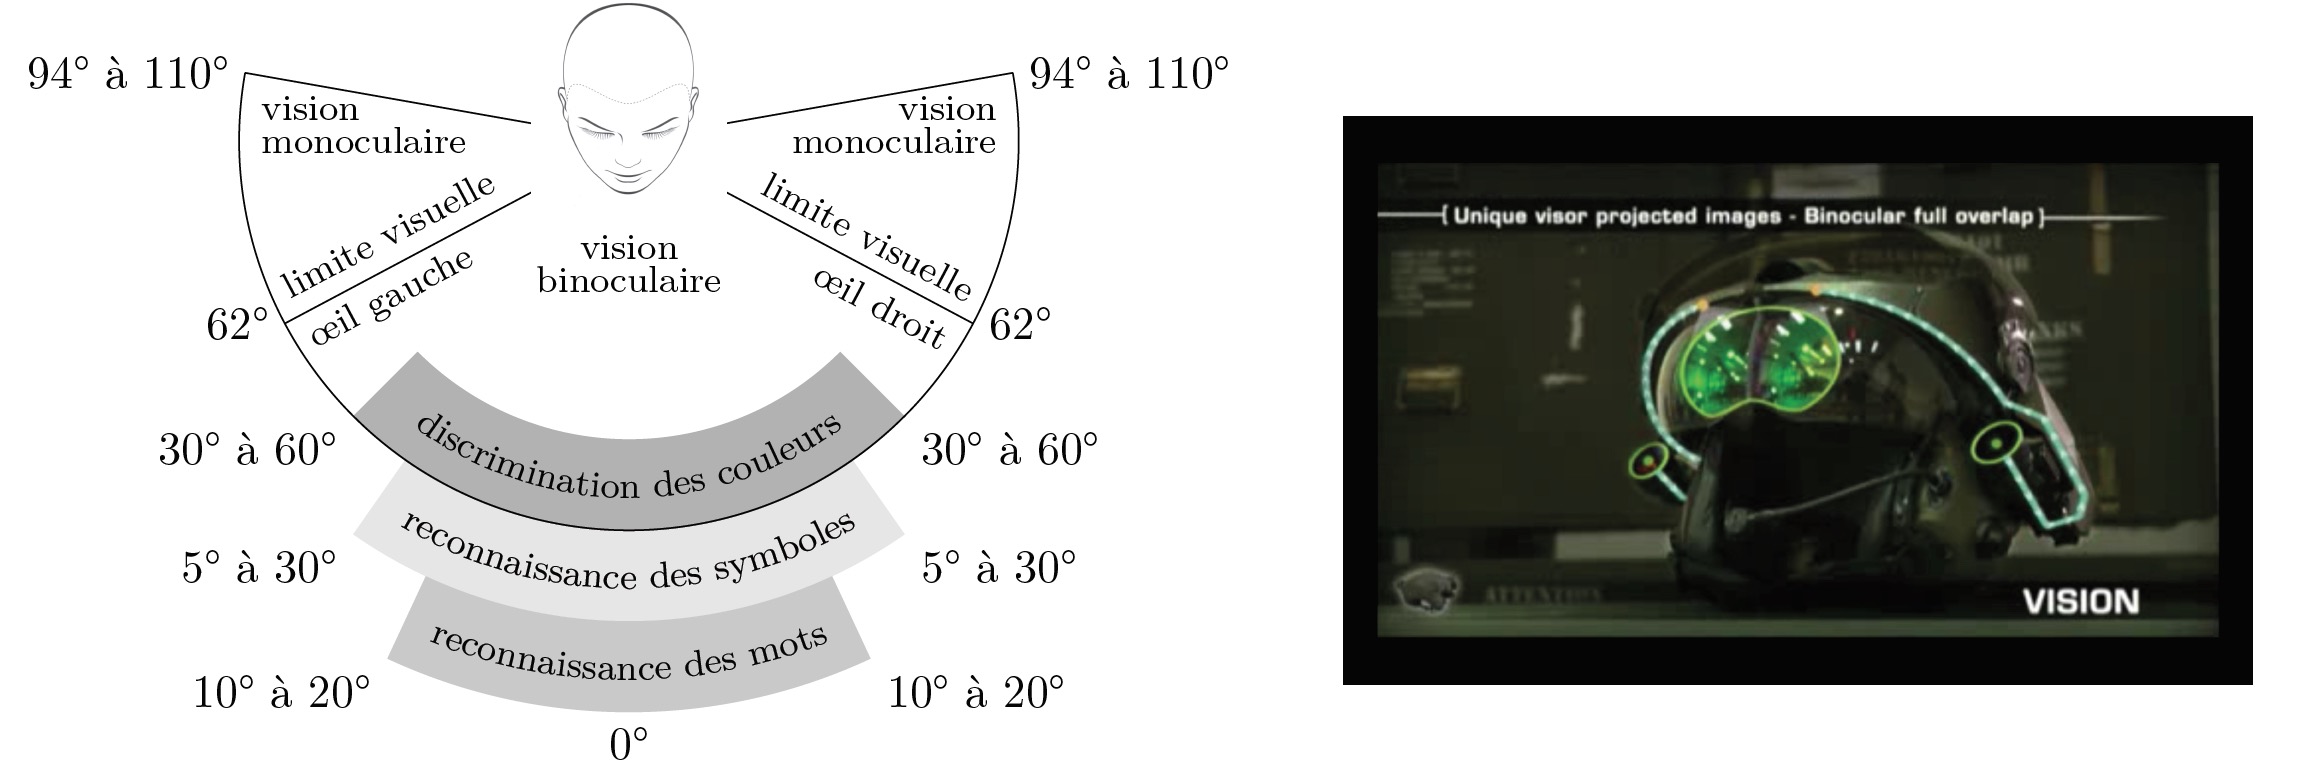 94° à 110°
vision
monoculaire
limite visuelle
œil gauche
62°
vision
binoculaire
94° à 110°
vision
monoculaire
limite visuelle
œil droit
62°
discrimination des couleurs
30° à 60°
30° à 60°
reconnaissance des symboles
5° à 30°
5° à 30°
reconnaissance des mots
10° à 20°
10° à 20°
0°
Unique visor projected images - Binocular full overlap
ATTENTION
VISION